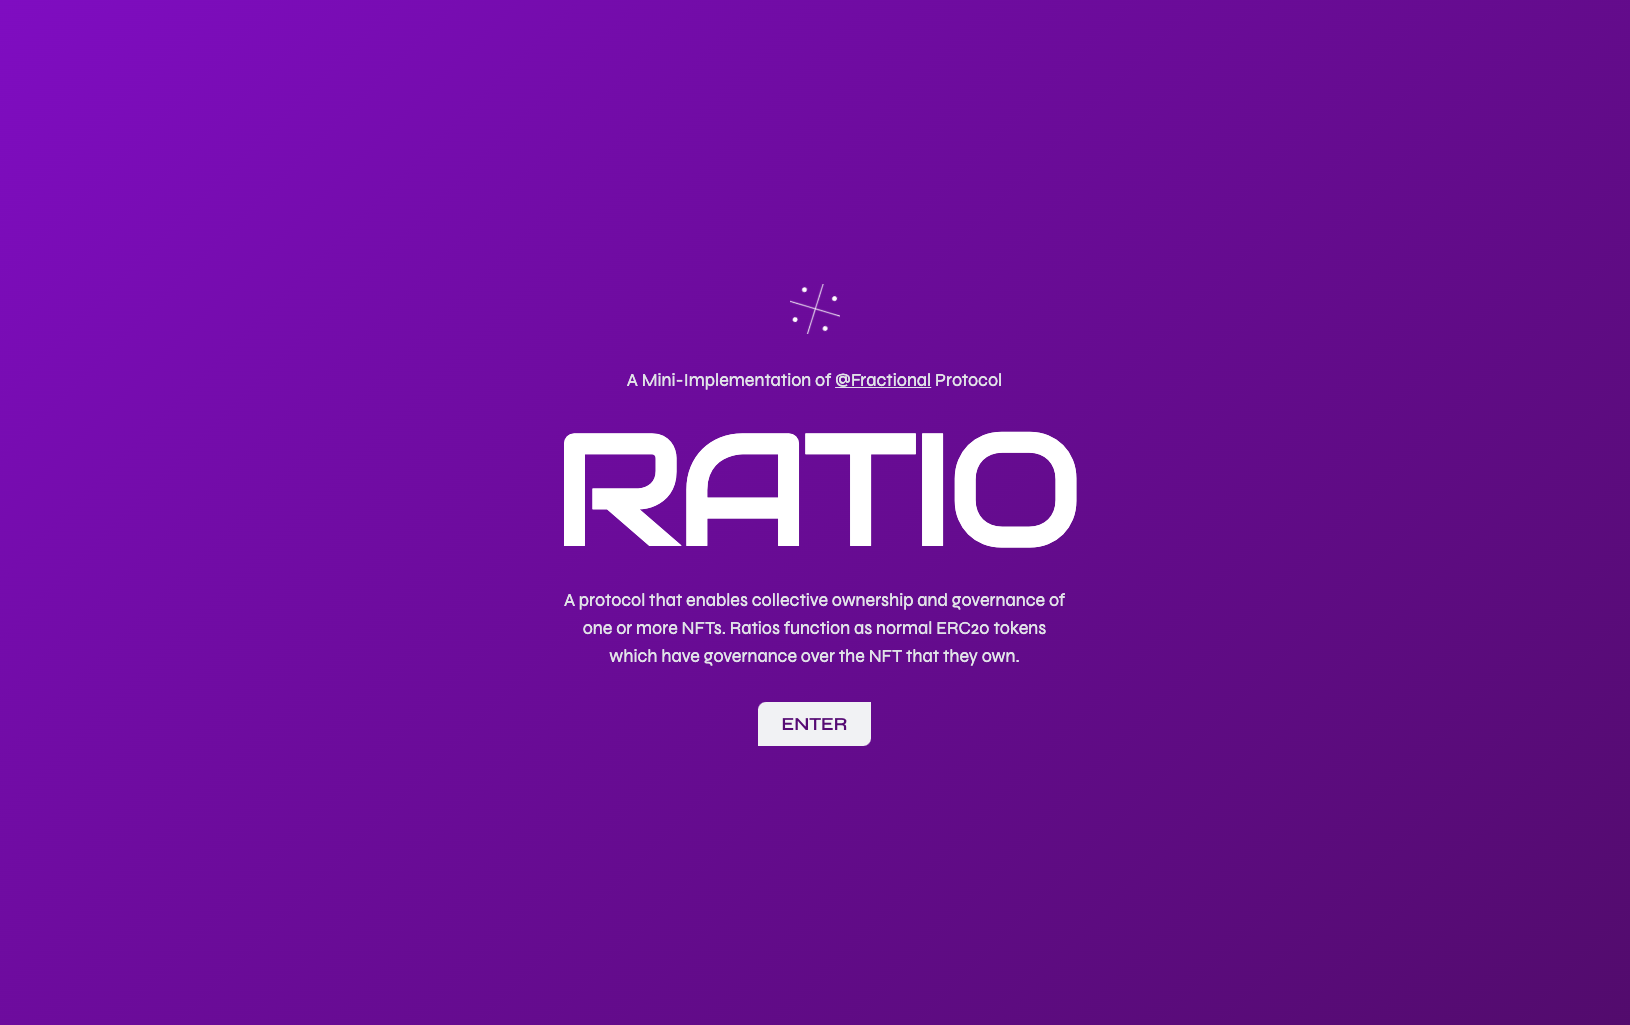 A Mini-Implementation of @Fractional Protocol
RATIO
A protocol that enables collective ownership and governance of
one or more NFTs. Ratios function as normal ERC20 tokens
which have governance over the NFT that they own.
ENTER